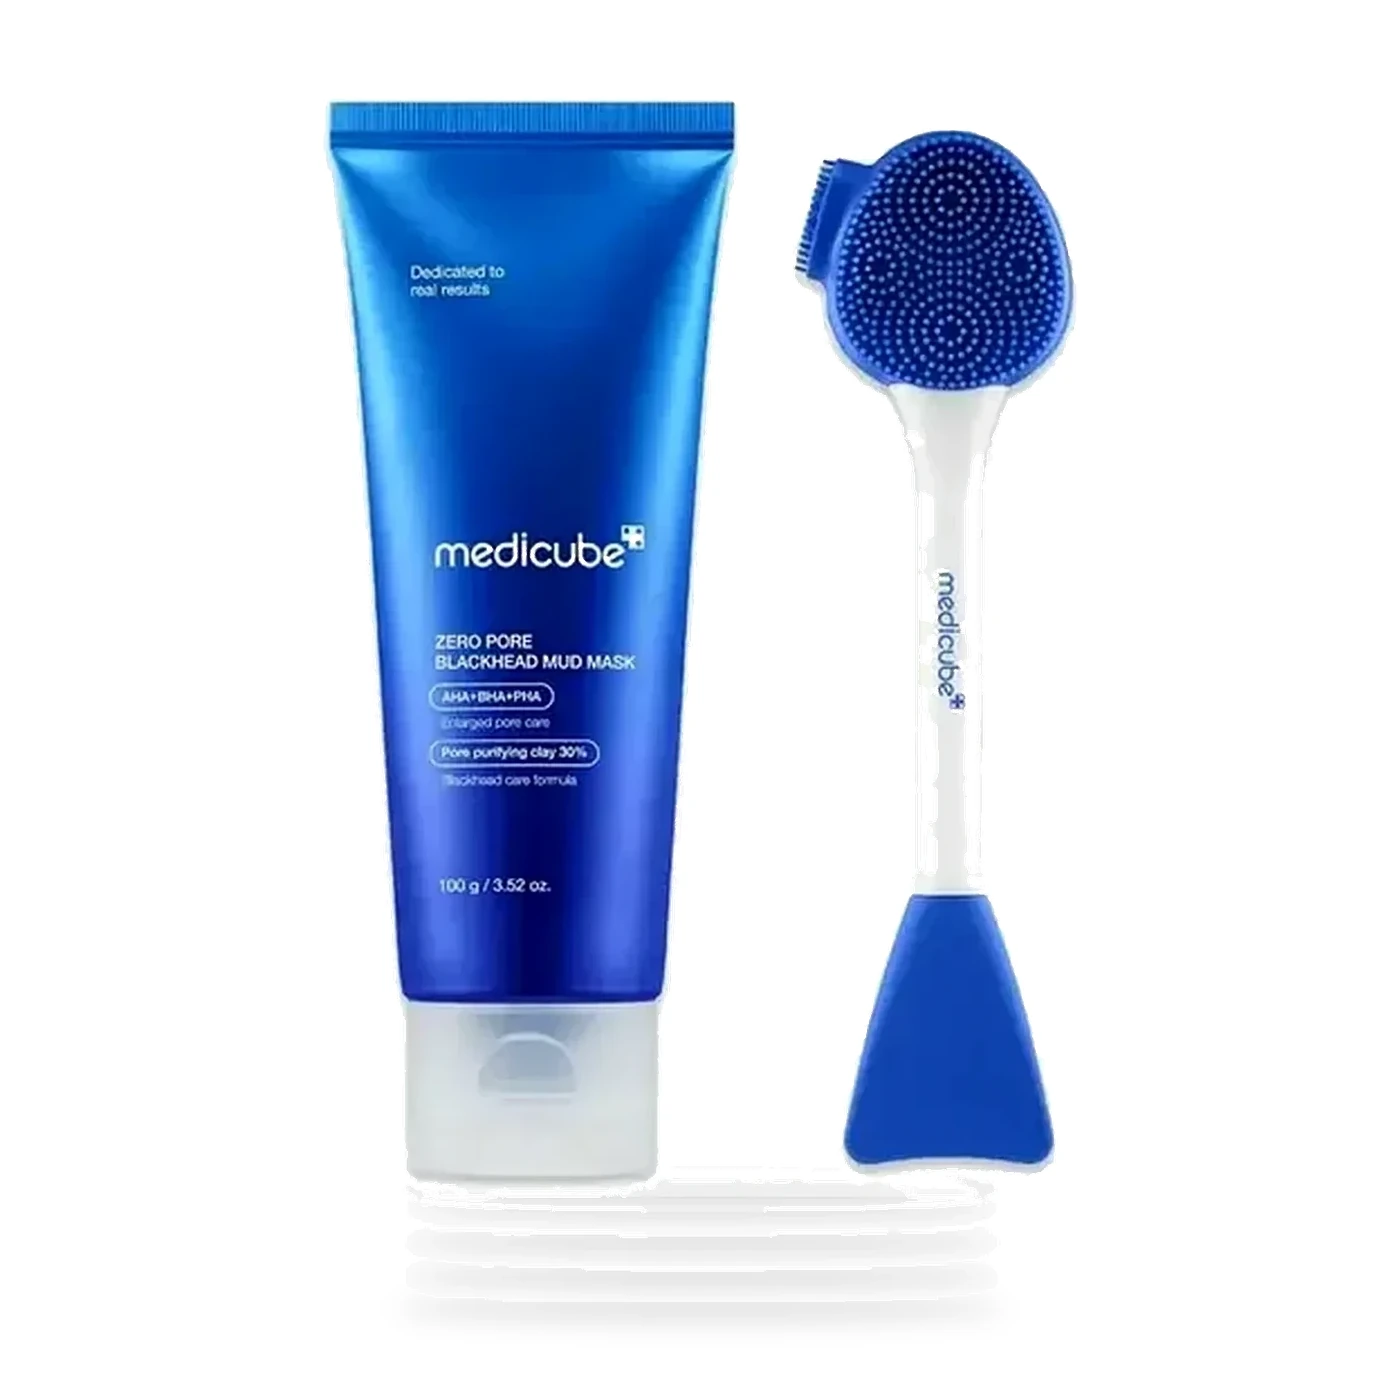 Dedicated to
real results
medicube
ZERO PORE
BLACKHEAD MUD MASK
AHA+BHA+PHA
Enlarged pore care
Pore purifying clay 30%
Blackhead care formula
100 g / 3.52 oz.
medicube